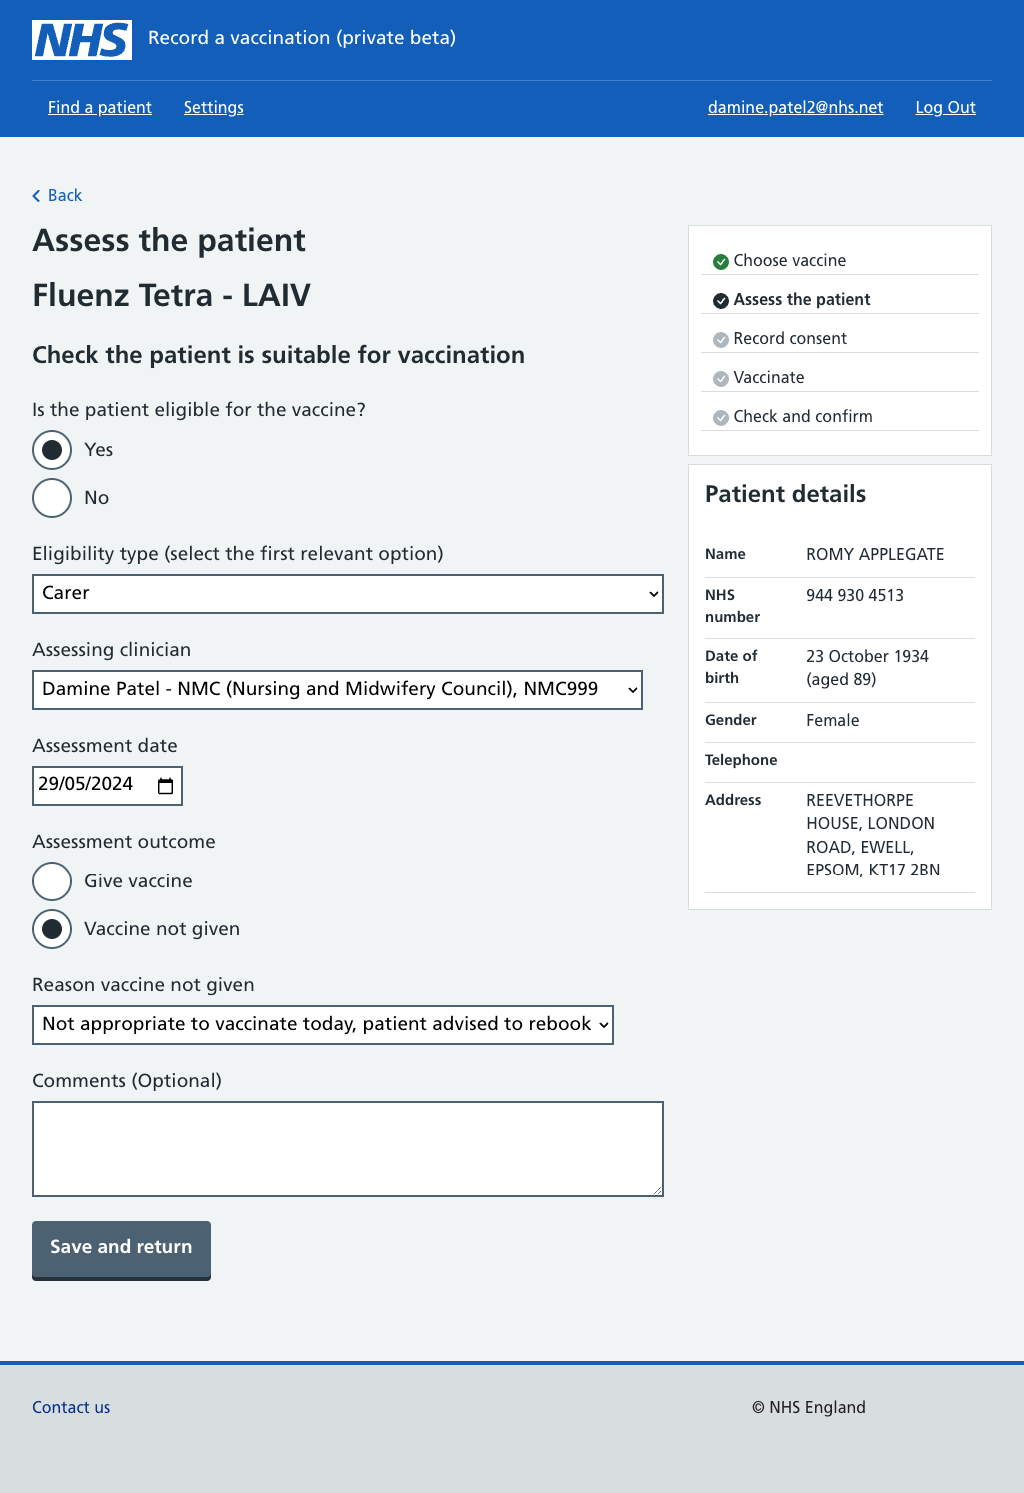 NHS Record a vaccination (private beta)
Find a patient Settings damine.patel2@nhs.net Log Out
Back
Assess the patient
Fluenz Tetra - LAIV
Check the patient is suitable for vaccination
Is the patient eligible for the vaccine?
Yes
No
Eligibility type (select the first relevant option)
Carer
Assessing clinician
Damine Patel - NMC (Nursing and Midwifery Council), NMC999
Assessment date
29/05/2024
Assessment outcome
Give vaccine
Vaccine not given
Reason vaccine not given
Not appropriate to vaccinate today, patient advised to rebook
Comments (Optional)
Save and return
Choose vaccine
Assess the patient
Record consent
Vaccinate
Check and confirm
Patient details
Name ROMY APPLEGATE
NHS number 944 930 4513
Date of birth 23 October 1934
(aged 89)
Gender Female
Telephone
Address REEVETHORPE
HOUSE, LONDON
ROAD, EWELL,
EPSOM, KT17 2BN
Contact us © NHS England